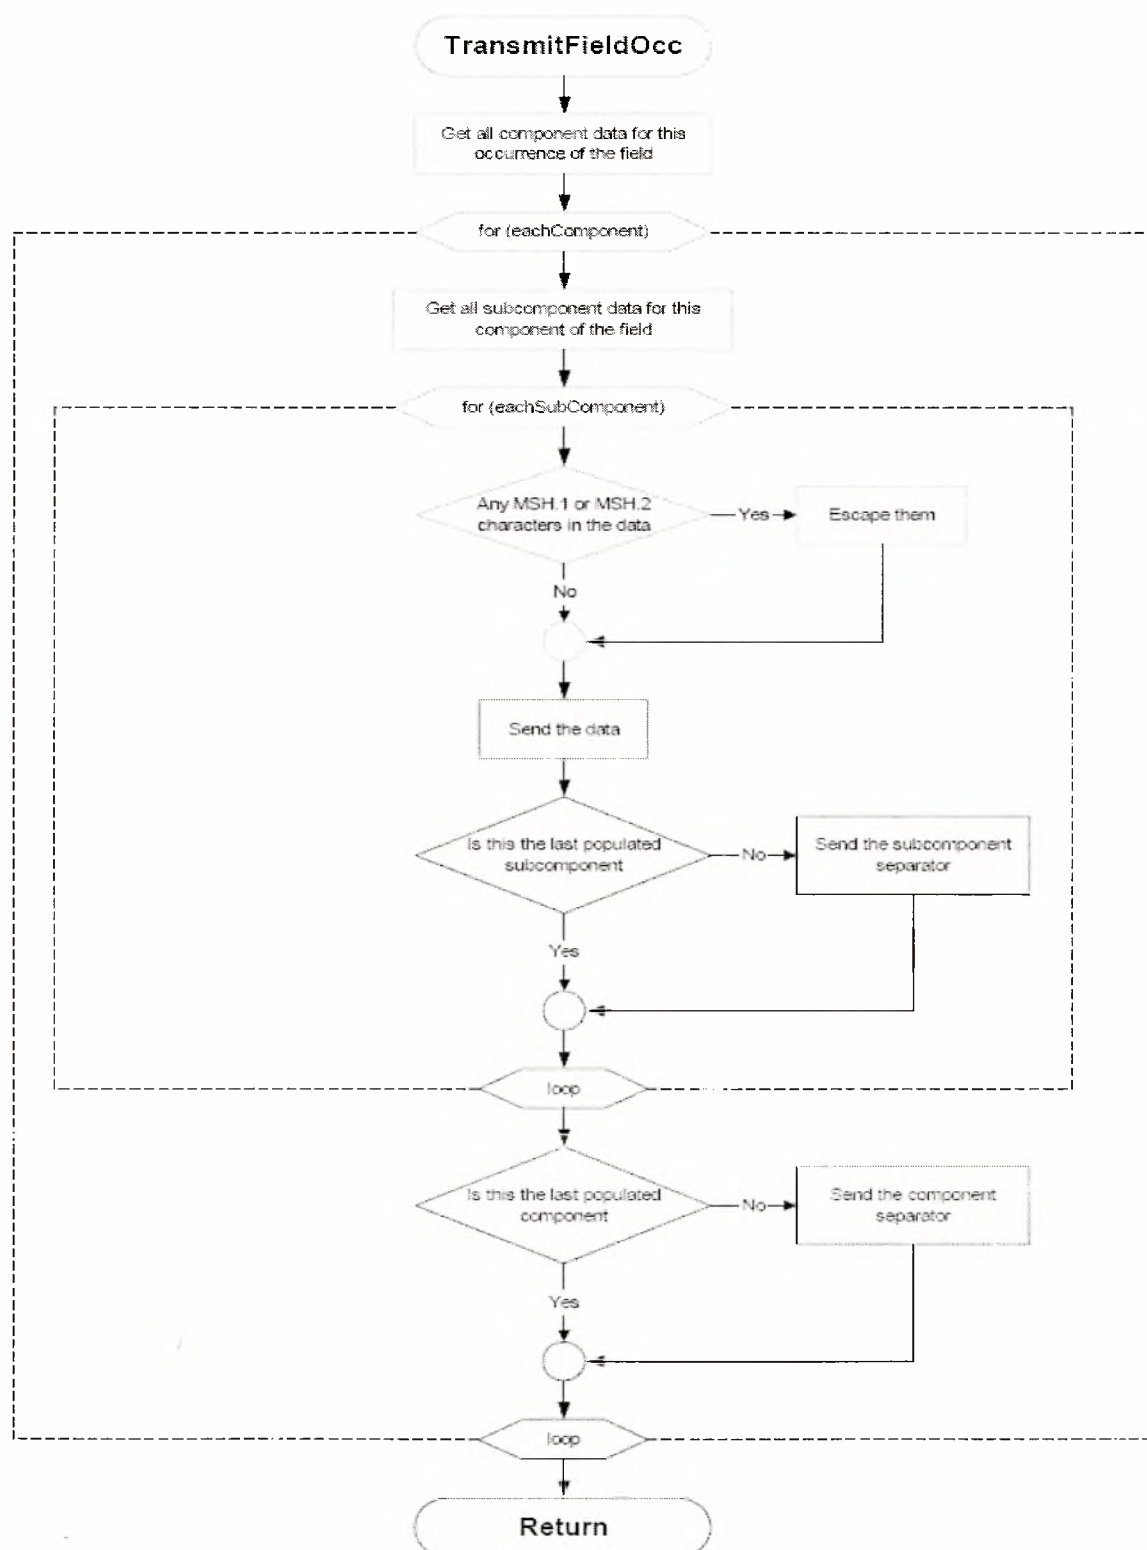 TransmitFieldOcc
Get all component data for this
occurrence of the field
for (eachComponent)
Get all subcomponent data for this
component of the field
for (eachSubComponent)
Any MSH.1 or MSH.2
characters in the data
Yes
Escape them
No
Send the data
Is this the last populated
subcomponent
No
Send the subcomponent
separator
Yes
loop
Is this the last populated
component
No
Send the component
separator
Yes
loop
Return